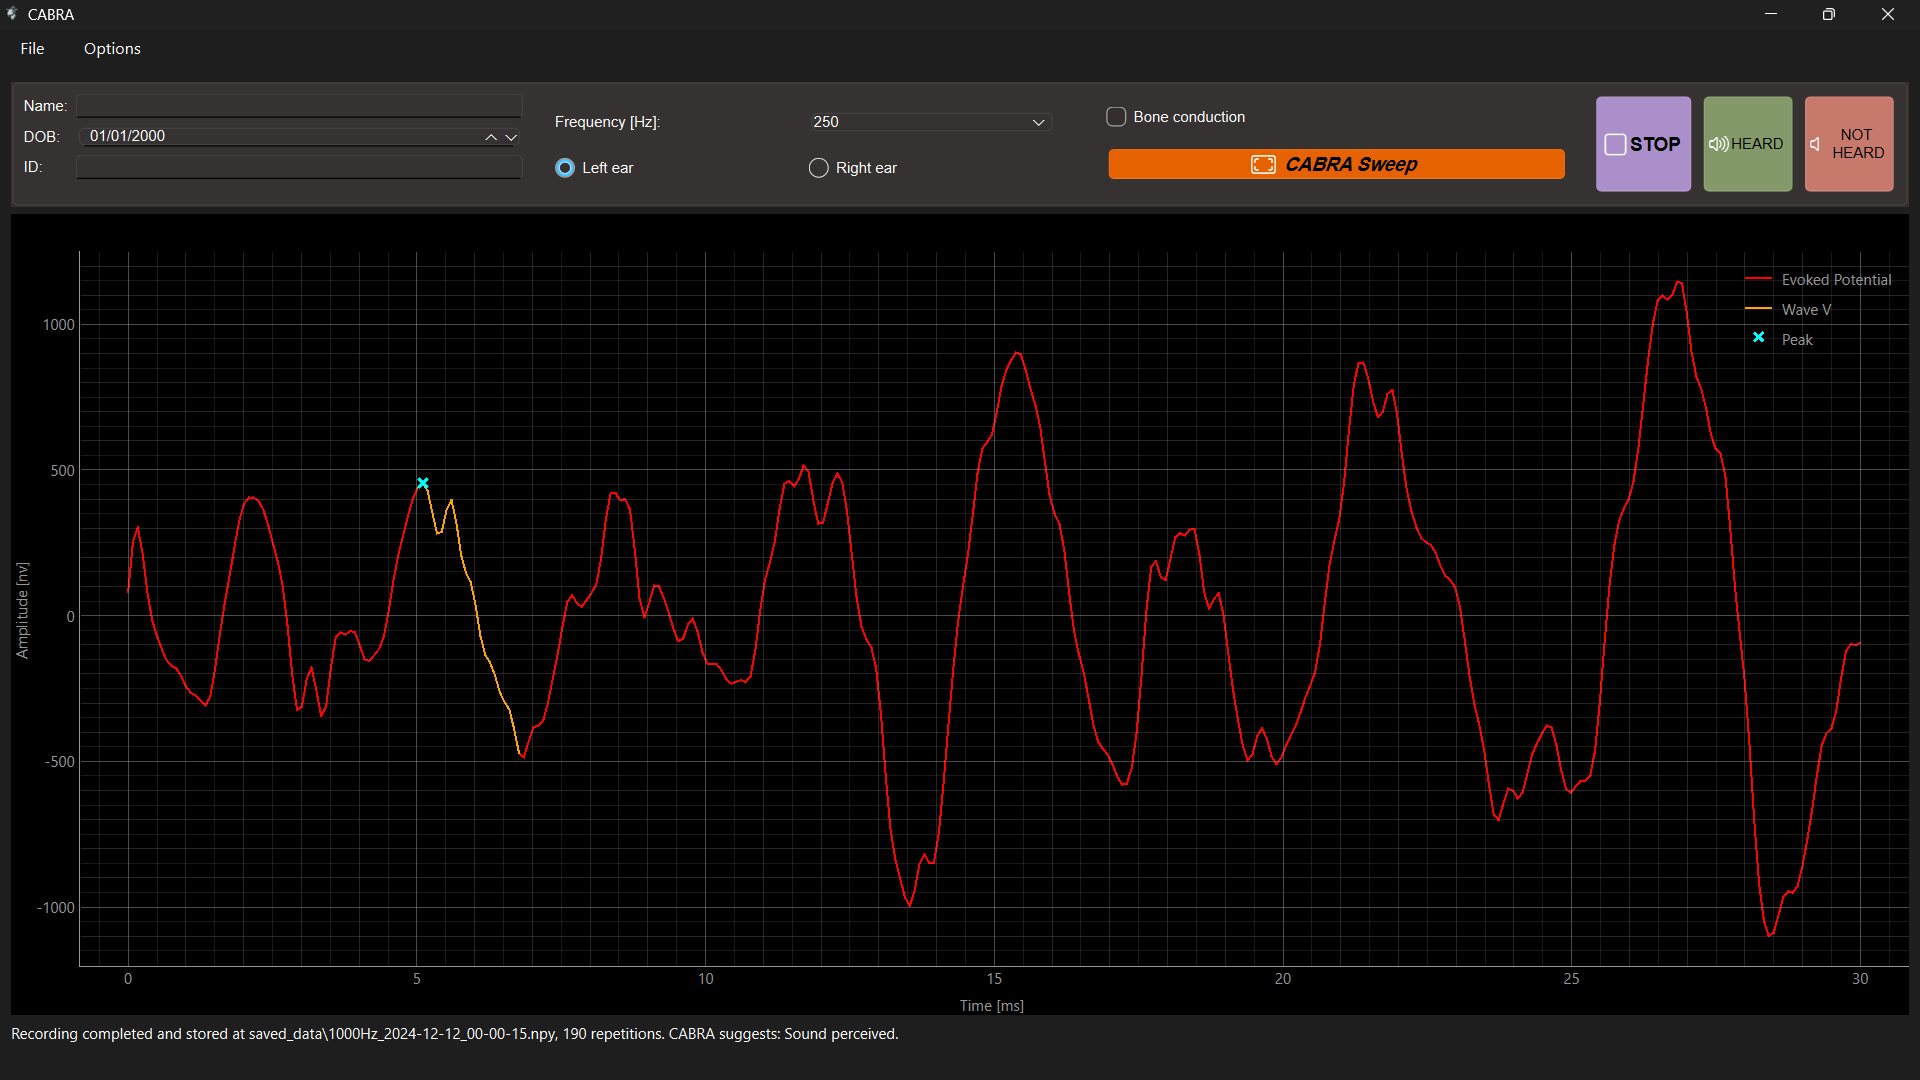 CABRA
File Options
Name:
DOB: 01/01/2000
ID:
Frequency [Hz]: 250
Left ear Right ear
Bone conduction
CABRA Sweep
STOP
HEARD
NOT
HEARD
Evoked Potential
Wave V
Peak
1000
500
0
-500
-1000
Amplitude [nv]
0 5 10 15 20 25 30
Time [ms]
Recording completed and stored at saved_data\1000Hz_2024-12-12_00-00-15.npy, 190 repetitions. CABRA suggests: Sound perceived.